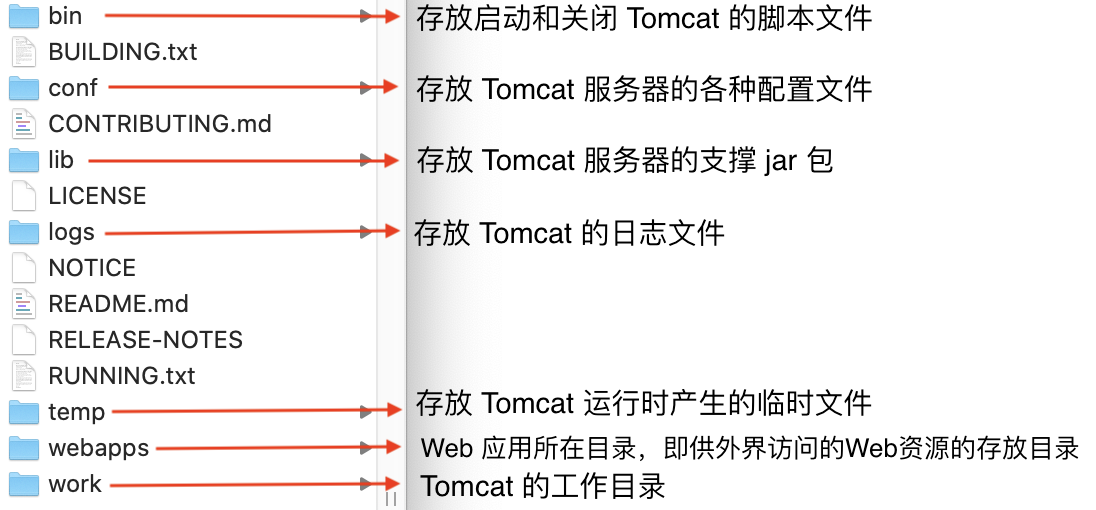 bin 存放启动和关闭 Tomcat 的脚本文件
BUILDING.txt
conf 存放 Tomcat 服务器的各种配置文件
CONTRIBUTING.md
lib 存放 Tomcat 服务器的支撑 jar 包
LICENSE
logs 存放 Tomcat 的日志文件
NOTICE
README.md
RELEASE-NOTES
RUNNING.txt
temp 存放 Tomcat 运行时产生的临时文件
webapps Web 应用所在目录，即供外界访问的Web资源的存放目录
work Tomcat 的工作目录